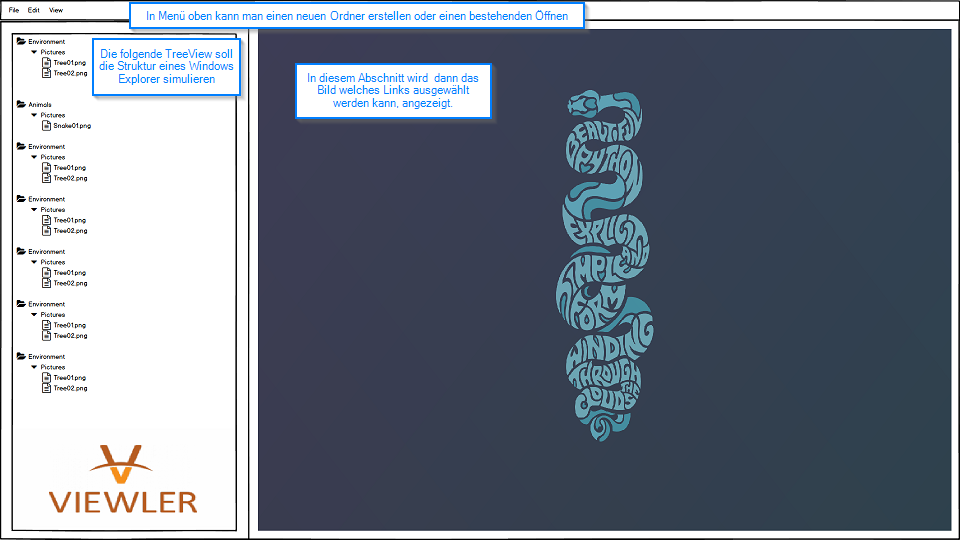 File Edit View
In Menü oben kann man einen neuen Ordner erstellen oder einen bestehenden Öffnen
Environment
Pictures
Tree01.png
Tree02.png
Die folgende TreeView soll
die Struktur eines Windows
Explorer simulieren
Animals
Pictures
Snake01.png
Environment
Pictures
Tree01.png
Tree02.png
Environment
Pictures
Tree01.png
Tree02.png
Environment
Pictures
Tree01.png
Tree02.png
Environment
Pictures
Tree01.png
Tree02.png
Environment
Pictures
Tree01.png
Tree02.png
VIEWLER
In diesem Abschnitt wird dann das
Bild welches Links ausgewählt
werden kann, angezeigt.
BEAUTIFUL
PYTHON
EXPLICIT
AND
SIMPLE
FORM
WINDING
THROUGH
THE
CLOUDS